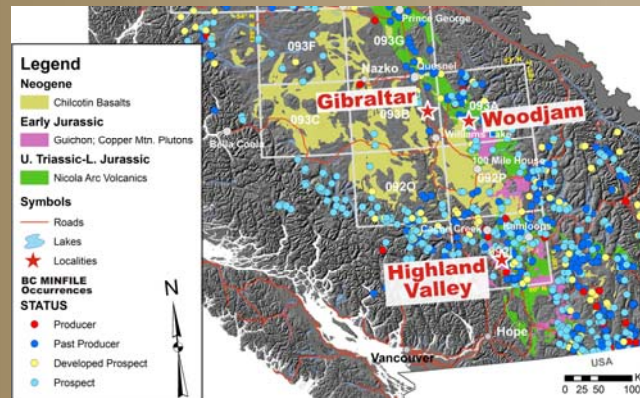 Legend
Neogene
Chilcotin Basalts
Early Jurassic
Guichon; Copper Mtn. Plutons
U. Triassic-L. Jurassic
Nicola Arc Volcanics
Symbols
Roads
Lakes
Localities
BC MINFILE
Occurrences
STATUS
Producer
Past Producer
Developed Prospect
Prospect
N
Prince George
093F
093G
Nazko
Quesnel
Gibraltar
093A
Woodjam
093C
093B
Williams Lake
Bella Coola
100 Mile House
092O
092P
Cache Creek
Kamloops
Highland
Valley
Hope
Vancouver
USA
0 25 50
100